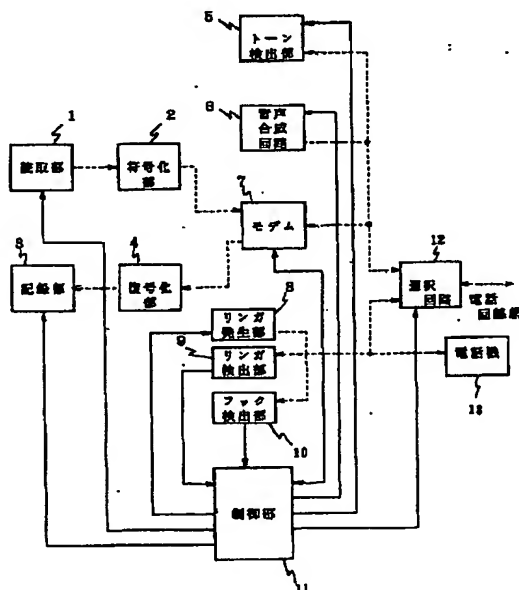 5
トーン
検出部
6
音声
合成
回路
1
読取部
2
符号化
部
7
モデム
3
記録部
4
復号化
部
8
リンガ
発生部
9
リンガ
検出部
フック
検出部
10
12
選択
回路
電話
回線網
電話機
13
制御部
11